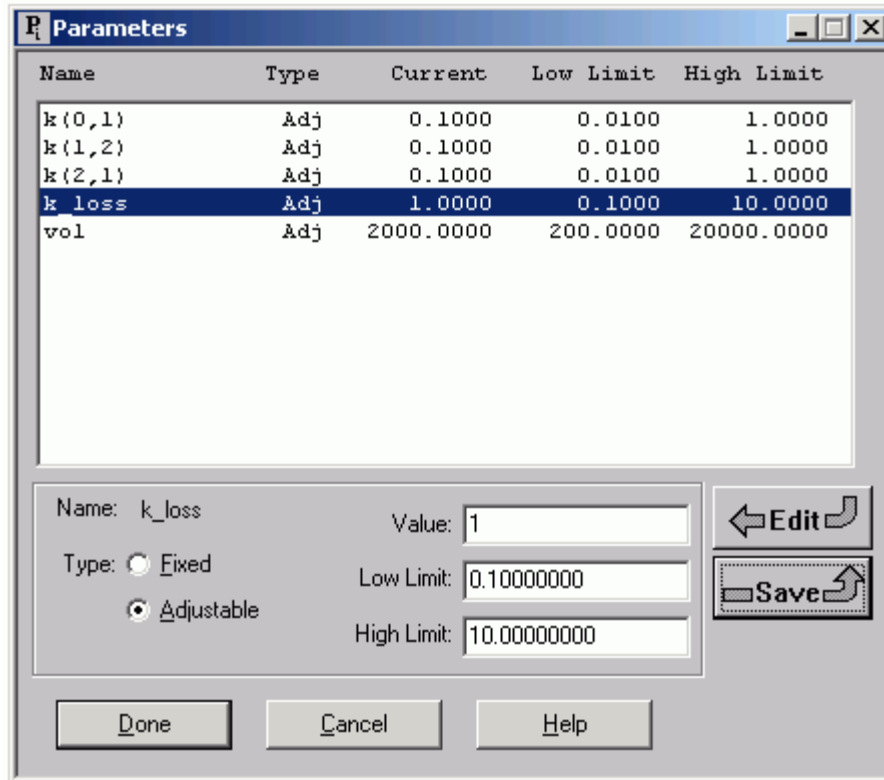 Parameters
Name Type Current Low Limit High Limit
k(0,1) Adj 0.1000 0.0100 1.0000
k(1,2) Adj 0.1000 0.0100 1.0000
k(2,1) Adj 0.1000 0.0100 1.0000
k_loss Adj 1.0000 0.1000 10.0000
vol Adj 2000.0000 200.0000 20000.0000
Name: k_loss
Value: 1
Edit
Type: Fixed
Low Limit: 0.10000000
Save
Adjustable
High Limit: 10.00000000
Done Cancel Help